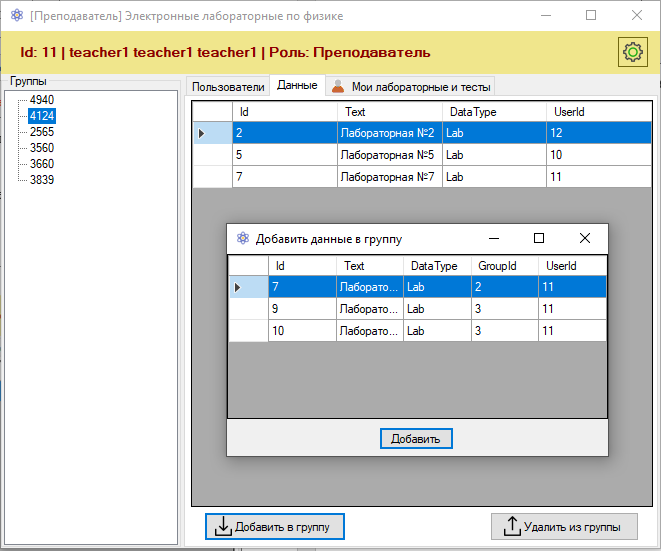 [Преподаватель] Электронные лабораторные по физике
Id: 11 | teacher1 teacher1 teacher1 | Роль: Преподаватель
Группы
4940
4124
2565
3560
3660
3839
Пользователи Данные Мои лабораторные и тесты
Id Text DataType UserId
2 Лабораторная №2 Lab 12
5 Лабораторная №5 Lab 10
7 Лабораторная №7 Lab 11
Добавить данные в группу
Id Text DataType GroupId UserId
7 Лаборато... Lab 2 11
9 Лаборато... Lab 3 11
10 Лаборато... Lab 3 11
Добавить
Добавить в группу Удалить из группы